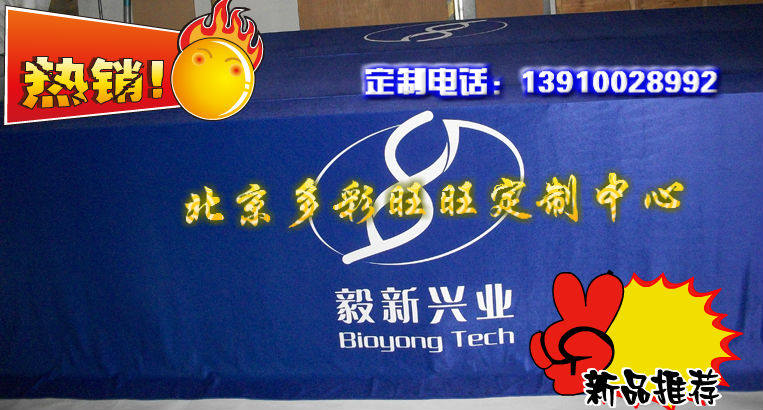 热销!
定制电话：13910028992
北京多彩旺旺定制中心
毅新兴业
Bioyong Tech
新品推荐